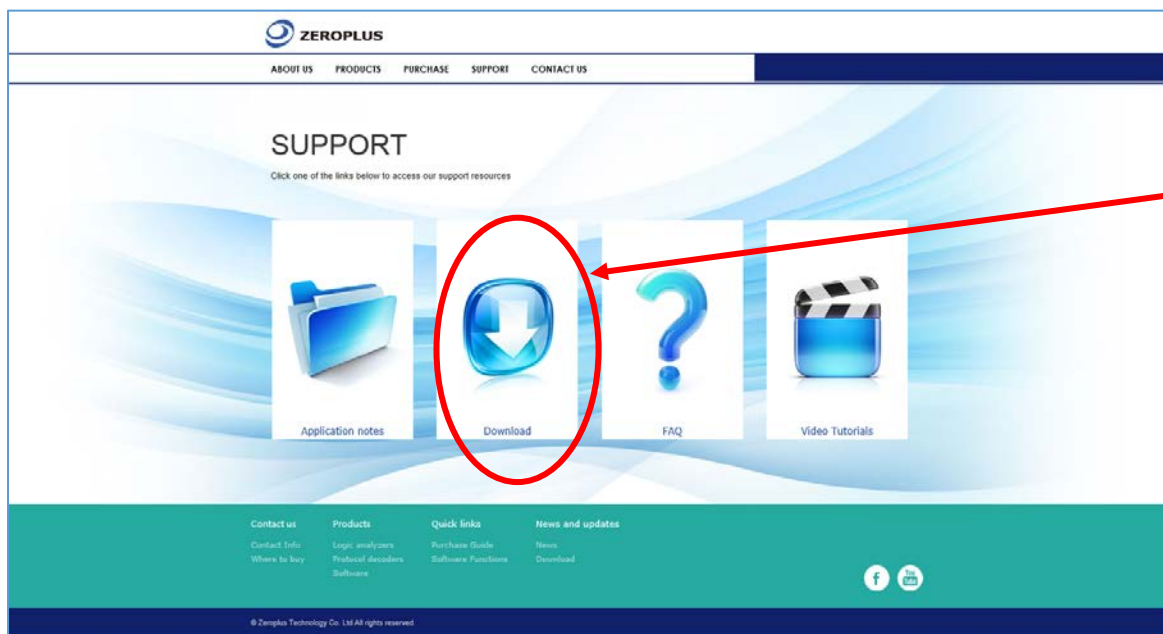 ZEROPLUS
ABOUT US PRODUCTS PURCHASE SUPPORT CONTACT US
SUPPORT
Click one of the links below to access our support resources
Application notes Download FAQ Video Tutorials
Contact us Products Quick links News and updates
Contact Info Logic analyzers Purchase Guide News
Where to buy Protocol decoders Software Functions Download
Software
f You Tube
© Zeroplus Technology Co. Ltd All rights reserved